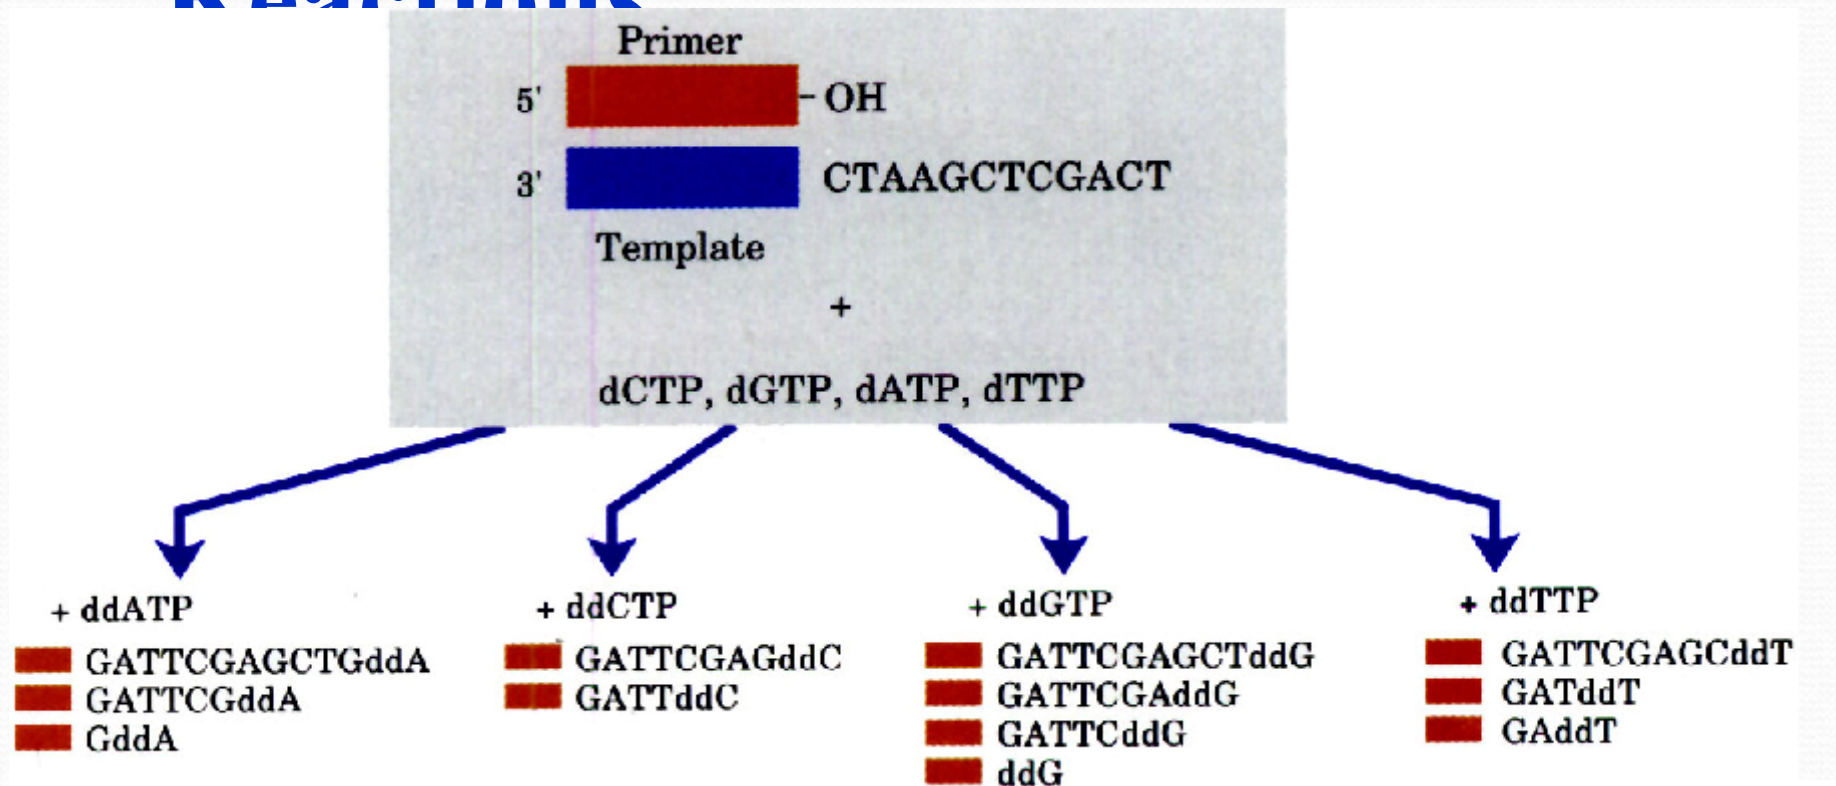 Reactions
Primer
5' -OH
3' CTAAGCTCGACT
Template
+
dCTP, dGTP, dATP, dTTP
+ ddATP
GATTCGAGCTGddA
GATTCGddA
GddA
+ ddCTP
GATTCGAGddC
GATTddC
+ ddGTP
GATTCGAGCTddG
GATTCGAddG
GATTCddG
ddG
+ ddTTP
GATTCGAGCddT
GATddT
GAddT